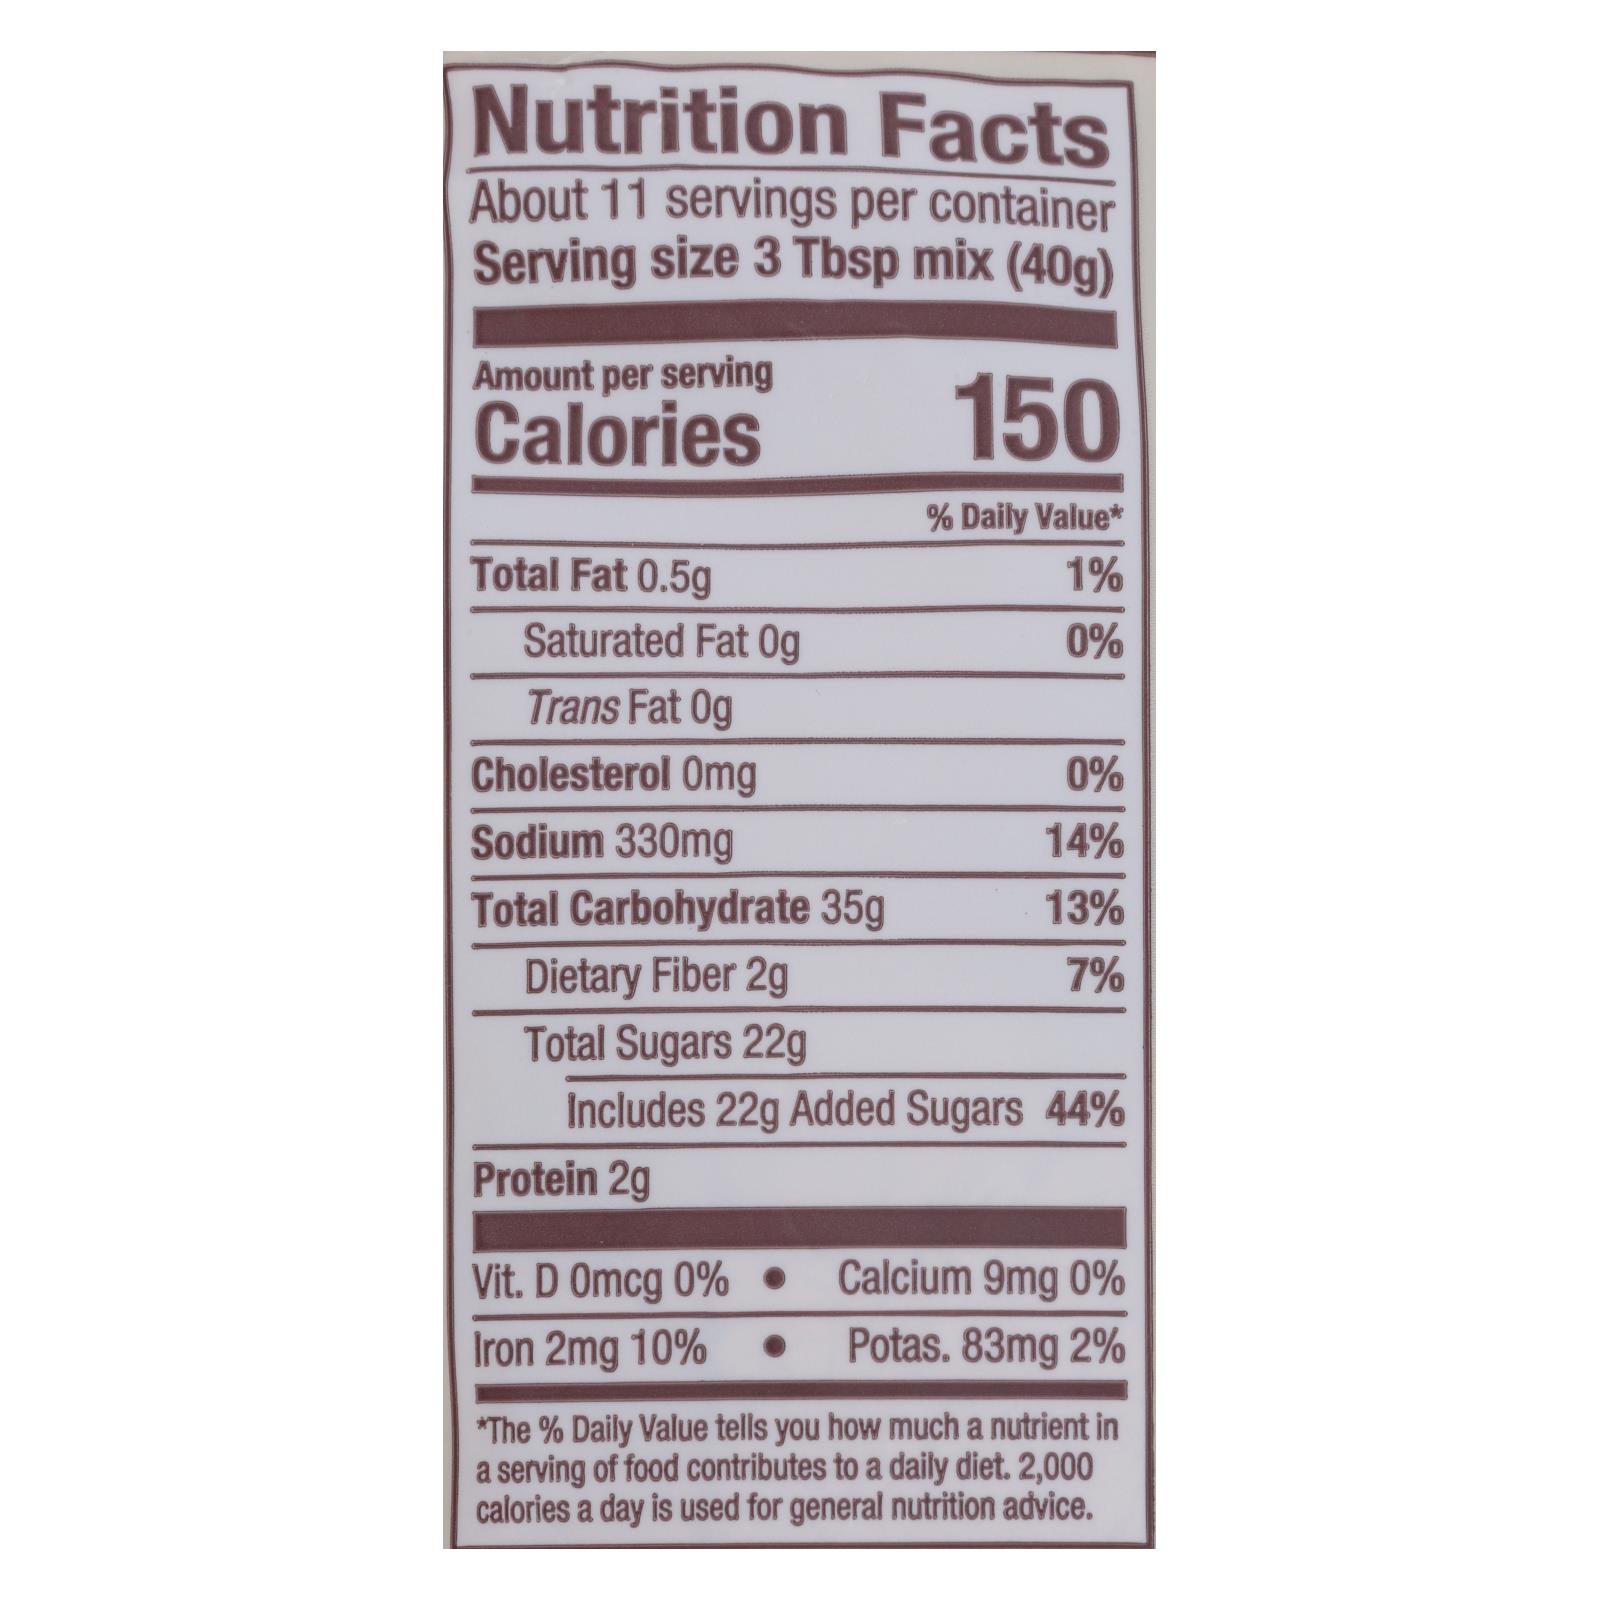 Nutrition Facts
About 11 servings per container
Serving size 3 Tbsp mix (40g)
Amount per serving
Calories 150
% Daily Value*
Total Fat 0.5g 1%
Saturated Fat 0g 0%
Trans Fat 0g
Cholesterol 0mg 0%
Sodium 330mg 14%
Total Carbohydrate 35g 13%
Dietary Fiber 2g 7%
Total Sugars 22g
Includes 22g Added Sugars 44%
Protein 2g
Vit. D 0mcg 0% • Calcium 9mg 0%
Iron 2mg 10% • Potas. 83mg 2%
*The % Daily Value tells you how much a nutrient in
a serving of food contributes to a daily diet. 2,000
calories a day is used for general nutrition advice.